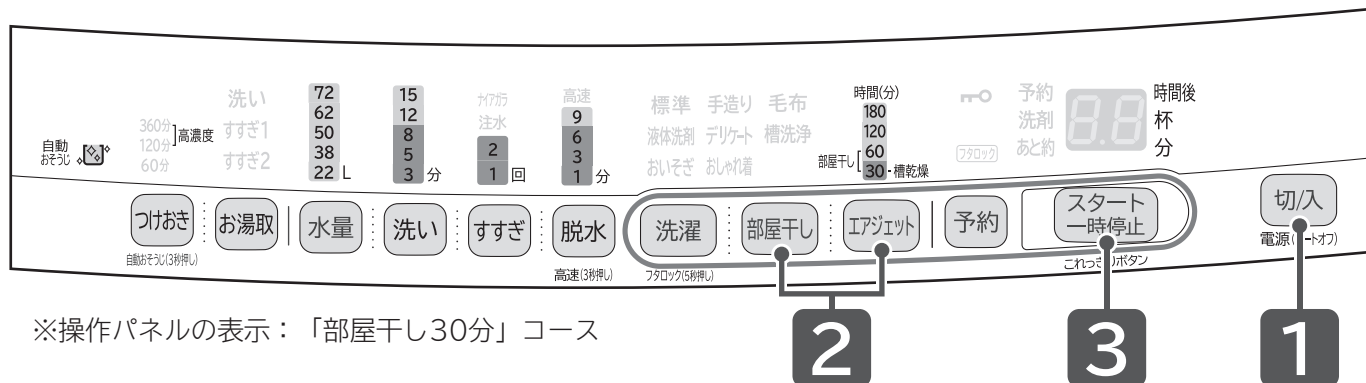 自動
おそうじ
360分
120分
60分
高濃度
洗い
すすぎ1
すすぎ2
72
62
50
38
22 L
15
12
8
5
3 分
ナイアガラ
注水
2
1 回
高速
9
6
3
1 分
標準 手造り 毛布
液体洗剤 デリケート 槽洗浄
おいそぎ おしゃれ着
時間(分)
180
120
60
30
部屋干し
槽乾燥
フタロック
予約
洗剤
あと約
8.8
時間後
杯
分
つけおき
お湯取
水量
洗い
すすぎ
脱水
洗濯
部屋干し
エアジェット
予約
スタート
一時停止
切/入
自動おそうじ(3秒押し)
高速(3秒押し)
フタロック(5秒押し)
これっきりボタン
電源(オートオフ)
※操作パネルの表示：「部屋干し30分」コース
2
3
1